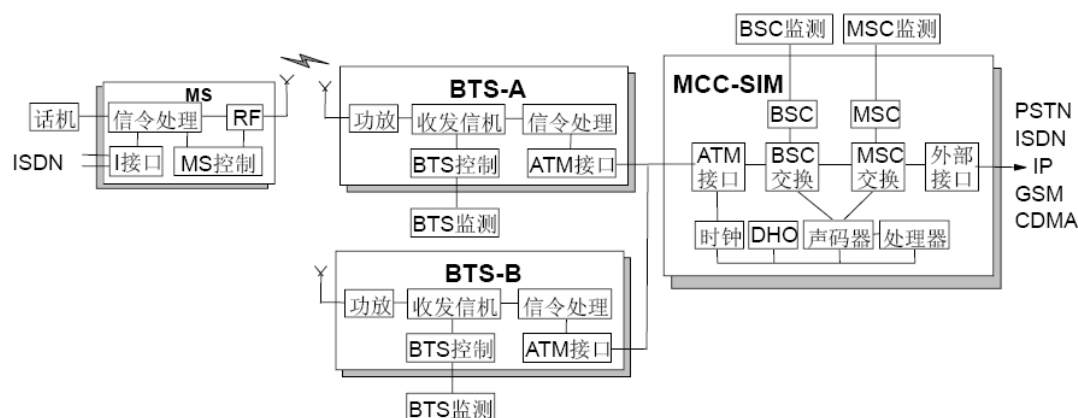 BSC监测
MSC监测
MS
话机
信令处理
RF
ISDN
I接口
MS控制
BTS-A
功放
收发信机
信令处理
BTS控制
ATM接口
BTS监测
BTS-B
功放
收发信机
信令处理
BTS控制
ATM接口
BTS监测
MCC-SIM
BSC
MSC
ATM
接口
BSC
交换
MSC
交换
外部
接口
时钟
DHO
声码器
处理器
PSTN
ISDN
IP
GSM
CDMA